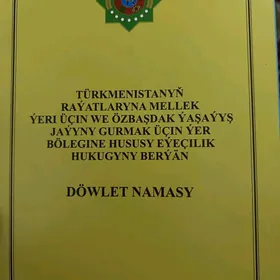 TÜRKMENISTANYŇ
RAÝATLARYNA MELLEK
ÝERI ÜÇIN WE ÖZBAŞDAK ÝAŞAÝYŞ
JAÝYNY GURMAK ÜÇIN ÝER
BÖLEGINE HUSUSY EÝEÇILIK
HUKUGYNY BERÝÄN
DÖWLET NAMASY